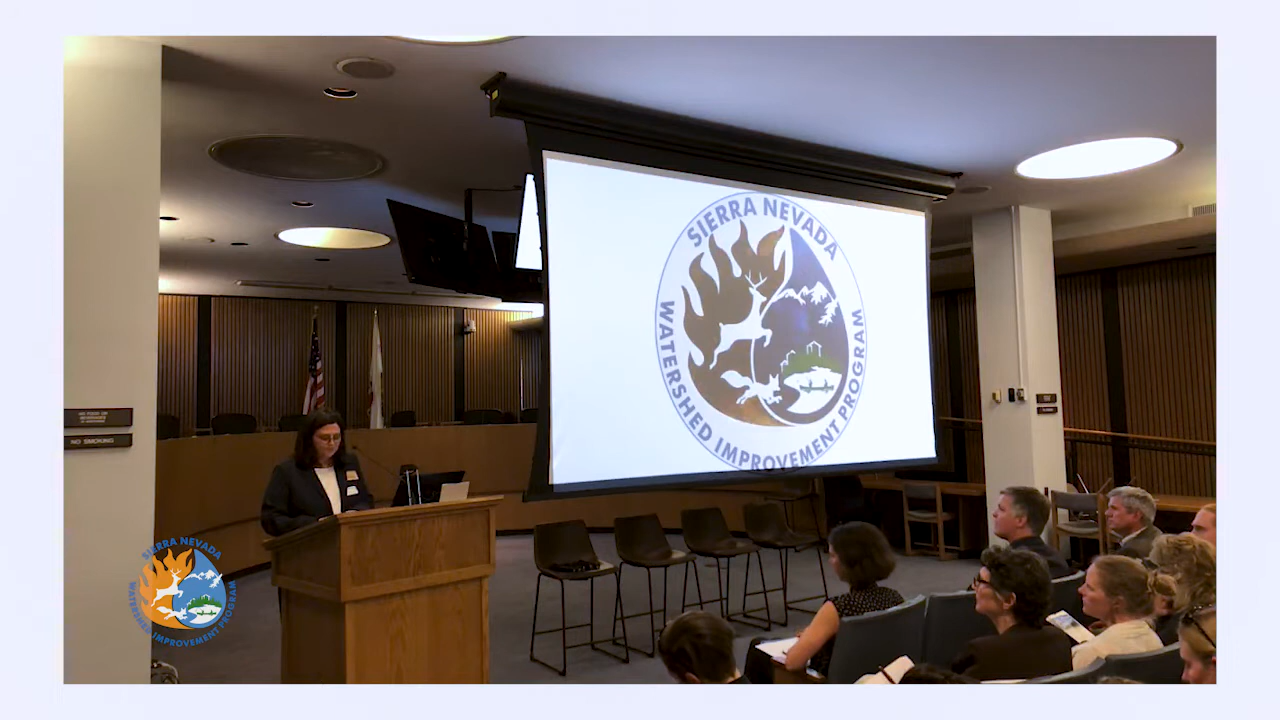 SIERRA NEVADA
WATERSHED IMPROVEMENT PROGRAM
NO SMOKING
SIERRA NEVADA
WATERSHED IMPROVEMENT PROGRAM